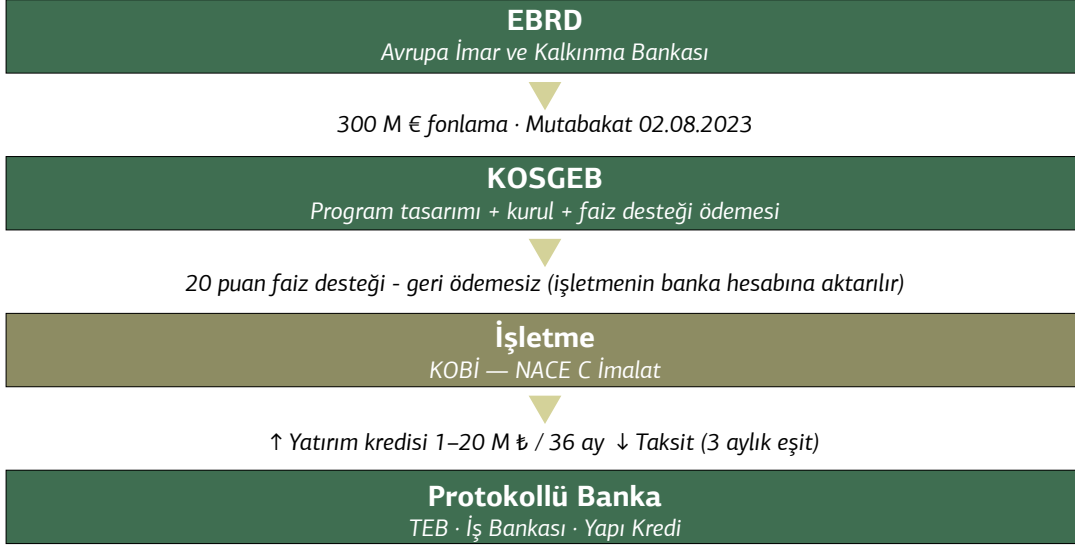 EBRD
Avrupa İmar ve Kalkınma Bankası
300 M € fonlama · Mutabakat 02.08.2023
KOSGEB
Program tasarımı + kurul + faiz desteği ödemesi
20 puan faiz desteği - geri ödemesiz (işletmenin banka hesabına aktarılır)
İşletme
KOBİ — NACE C İmalat
↑ Yatırım kredisi 1–20 M ₺ / 36 ay ↓ Taksit (3 aylık eşit)
Protokollü Banka
TEB · İş Bankası · Yapı Kredi